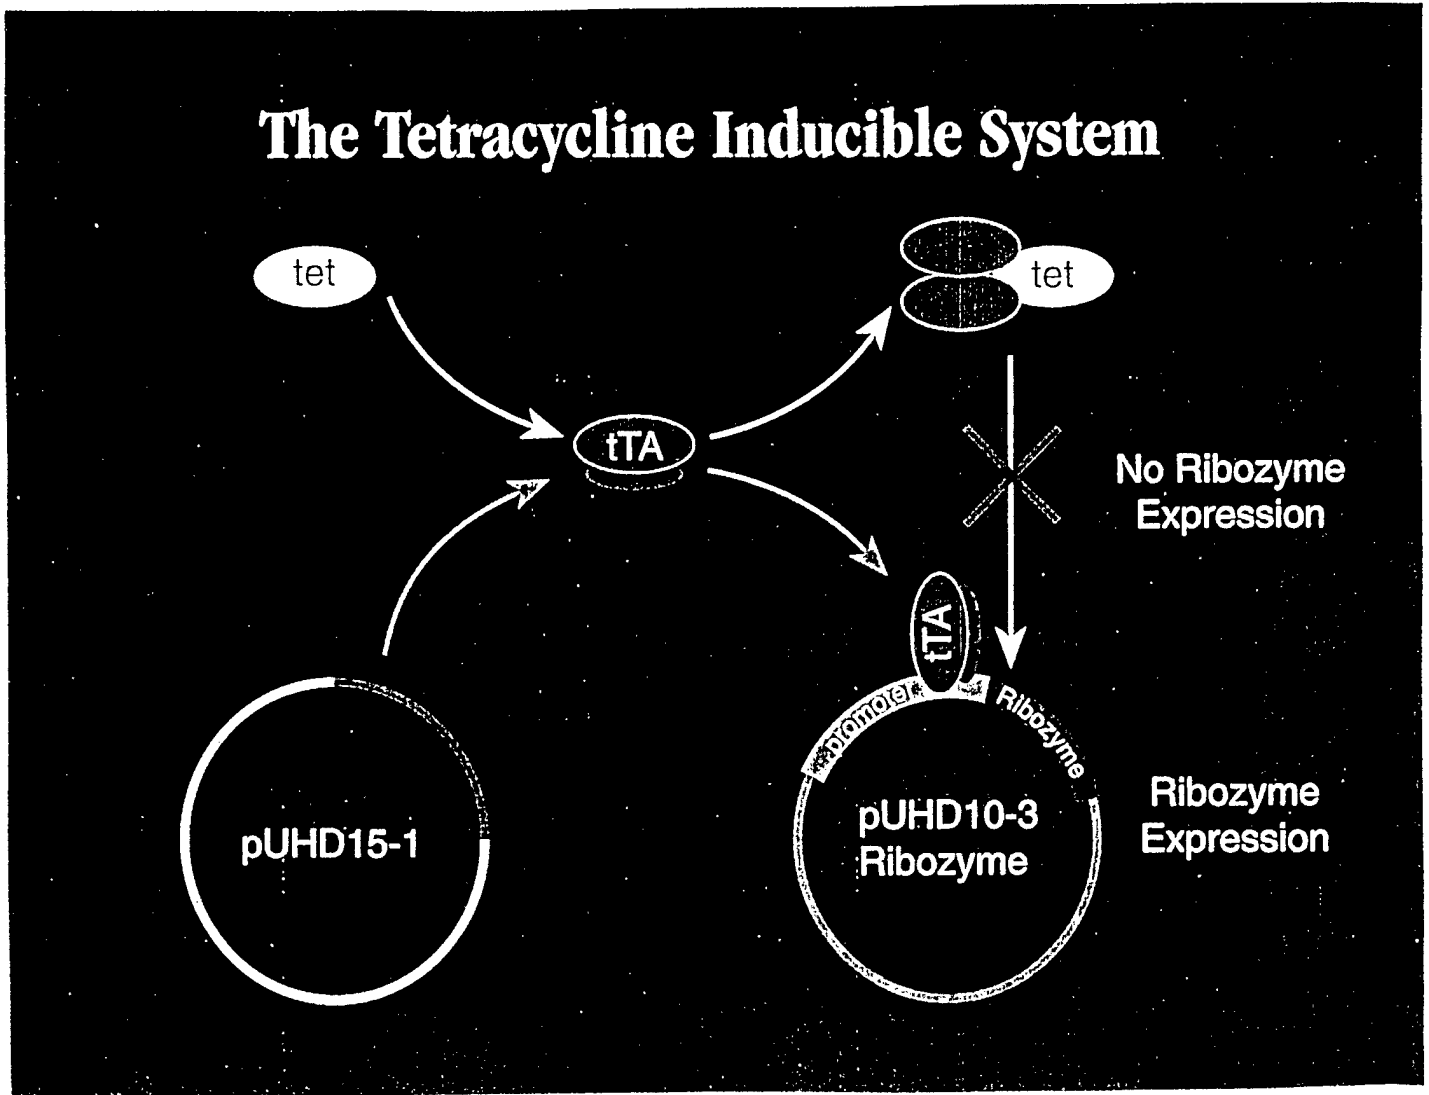 The Tetracycline Inducible System
tet
tet
tTA
No Ribozyme
Expression
tTA
promote
Ribozyme
pUHD15-1
pUHD10-3
Ribozyme
Ribozyme
Expression